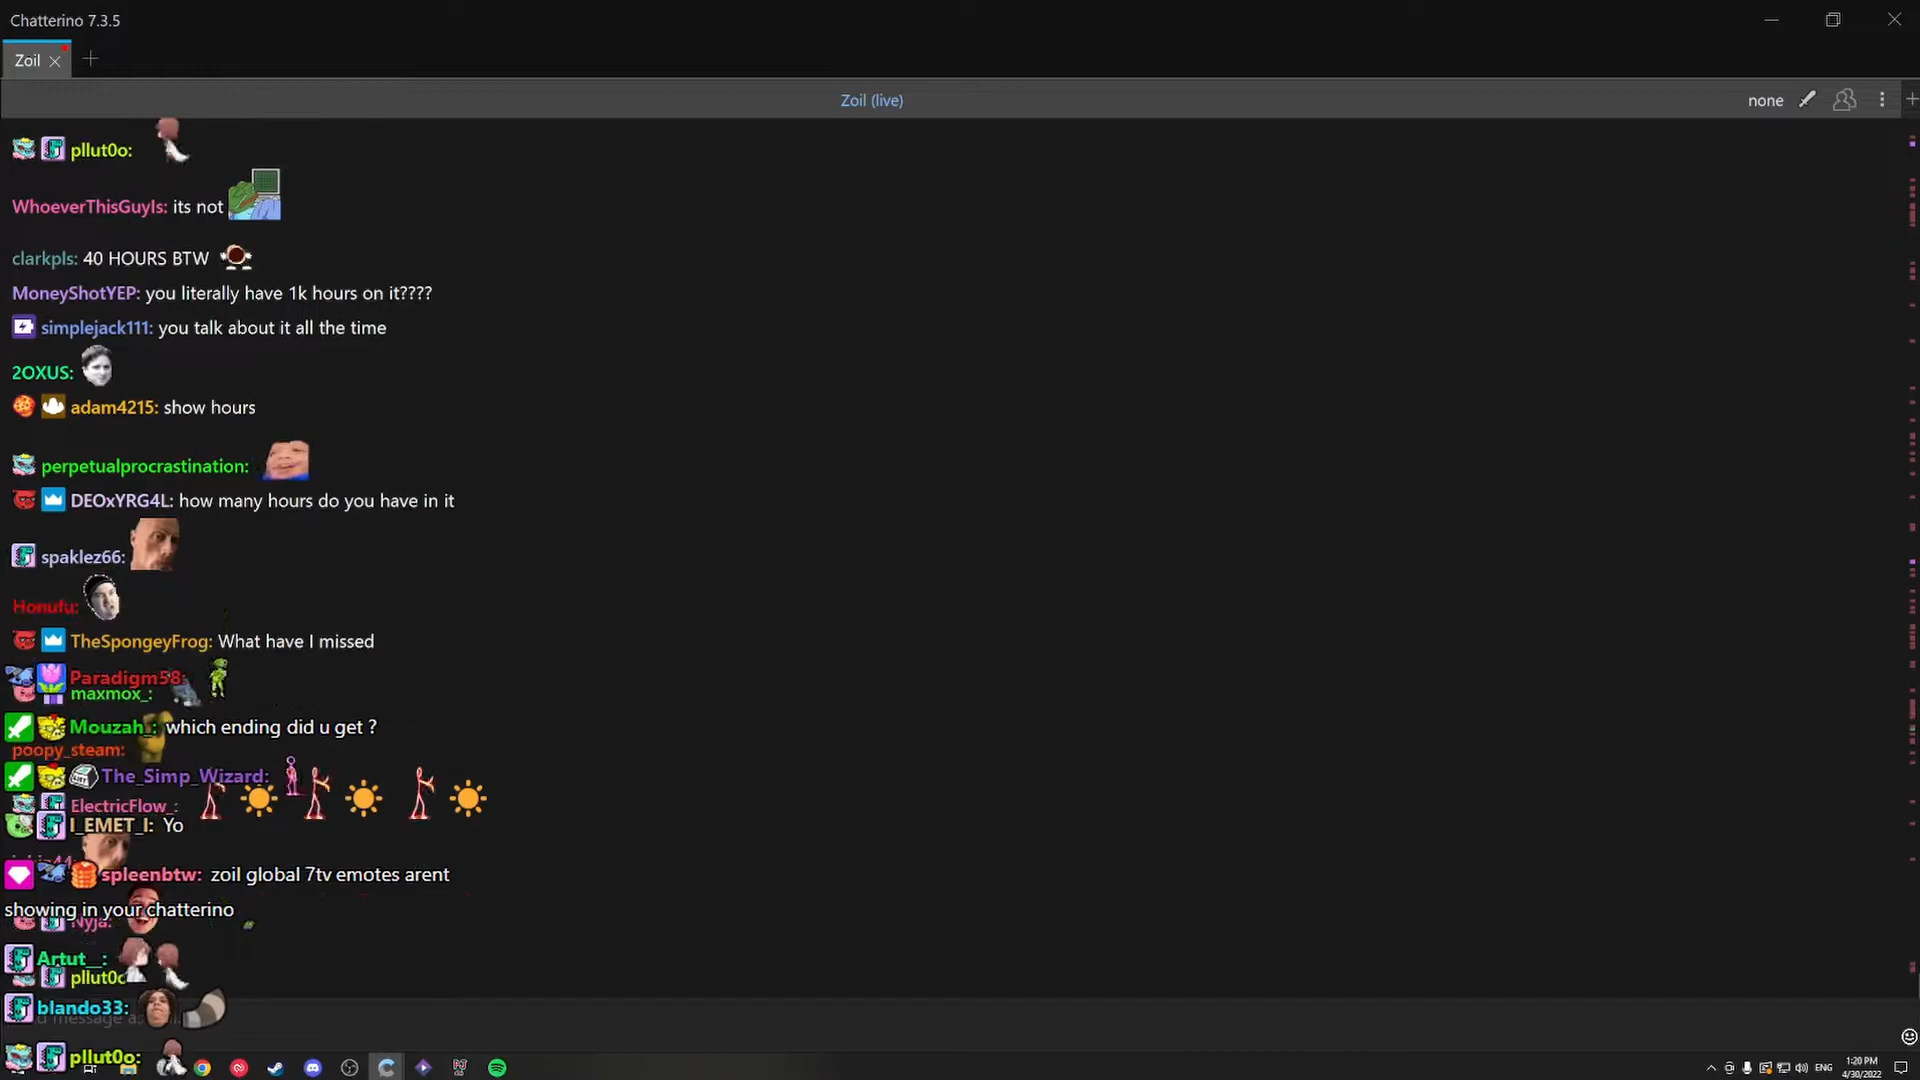 Chatterino 7.3.5
Zoil
Zoil (live)
none
pllut0o:
WhoeverThisGuyIs: its not
clarkpls: 40 HOURS BTW
MoneyShotYEP: you literally have 1k hours on it????
simplejack111: you talk about it all the time
2OXUS:
adam4215: show hours
perpetualprocrastination:
DEOxYRG4L: how many hours do you have in it
spaklez66:
Honufu:
TheSpongeyFrog: What have I missed
Paradigm58:
maxmox_:
Mouzah_: which ending did u get ?
poopy_steam:
The_Simp_Wizard:
ElectricFlow_:
I_EMET_I: Yo
spleenbtw: zoil global 7tv emotes arent
showing in your chatterino
Nyja:
Artut__:
pllut0o
blando33:
message as
pllut0o:
ENG
1:20 PM
4/30/2022